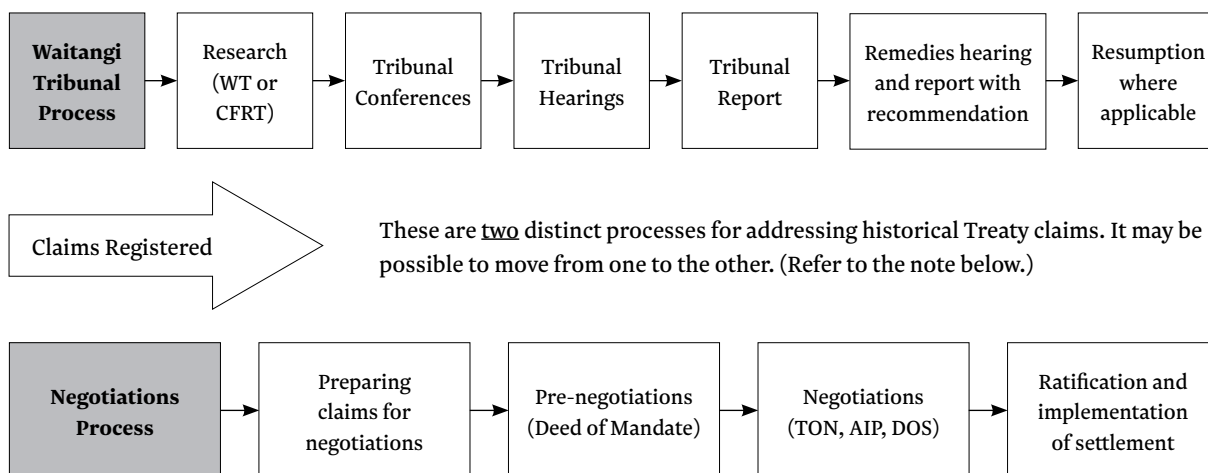 Waitangi
Tribunal
Process
Research
(WT or
CFRT)
Tribunal
Conferences
Tribunal
Hearings
Tribunal
Report
Remedies hearing
and report with
recommendation
Resumption
where
applicable
Claims Registered
These are two distinct processes for addressing historical Treaty claims. It may be
possible to move from one to the other. (Refer to the note below.)
Negotiations
Process
Preparing
claims for
negotiations
Pre-negotiations
(Deed of Mandate)
Negotiations
(TON, AIP, DOS)
Ratification and
implementation
of settlement